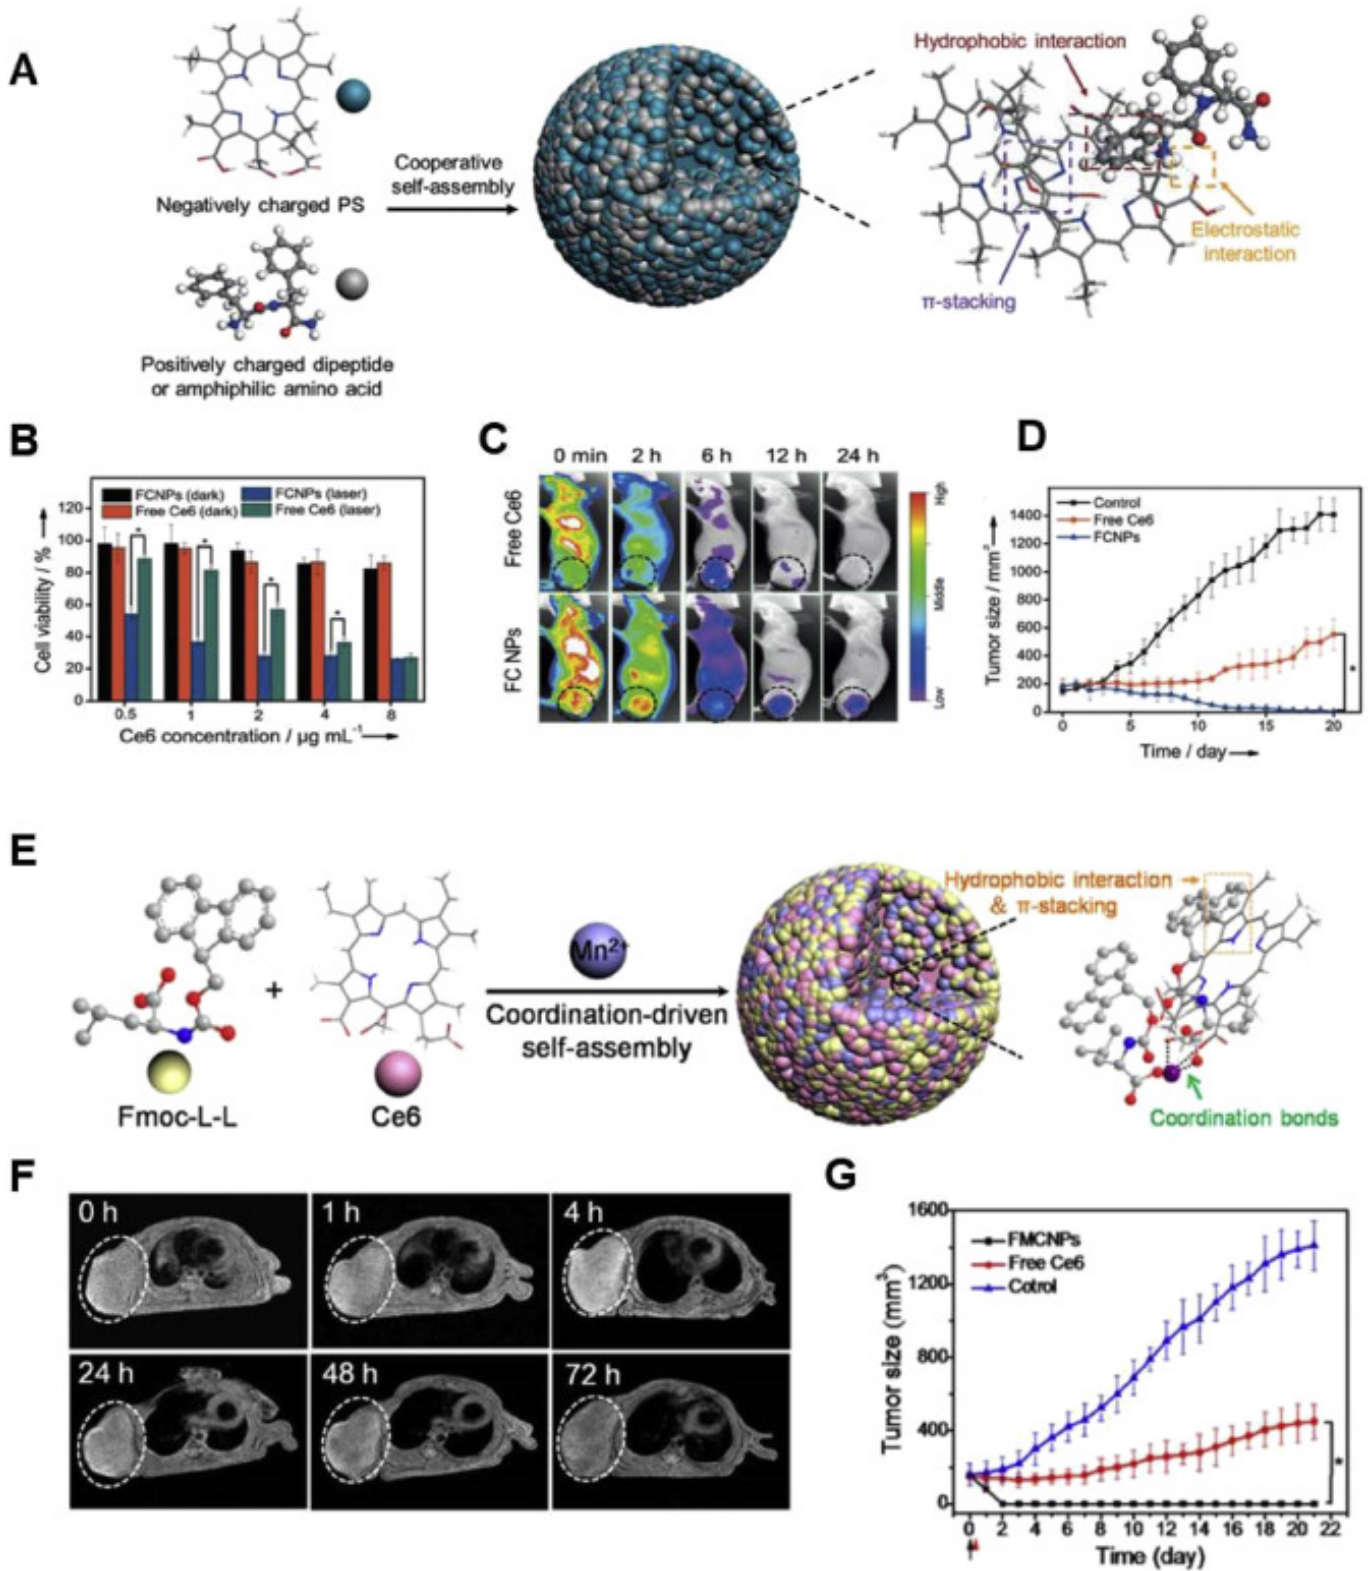 A
Negatively charged PS
Positively charged dipeptide
or amphiphilic amino acid
Cooperative
self-assembly
Hydrophobic interaction
Electrostatic
interaction
π-stacking
B
FCNPs (dark)
FCNPs (laser)
Free Ce6 (dark)
Free Ce6 (laser)
Cell viability / %
120
100
80
60
40
20
0
* * * *
0.5 1 2 4 8
Ce6 concentration / µg mL⁻¹
C
0 min 2 h 6 h 12 h 24 h
Free Ce6
FC NPs
High
Middle
Low
D
Control
Free Ce6
FCNPs
Tumor size / mm³
1400
1200
1000
800
600
400
200
0
*
0 5 10 15 20
Time / day
E
Fmoc-L-L
+
Ce6
Mn²⁺
Coordination-driven
self-assembly
Hydrophobic interaction
& π-stacking
Coordination bonds
F
0 h
1 h
4 h
24 h
48 h
72 h
G
FMCNPs
Free Ce6
Cotrol
Tumor size (mm³)
1600
1200
800
400
0
*
0 2 4 6 8 10 12 14 16 18 20 22
Time (day)